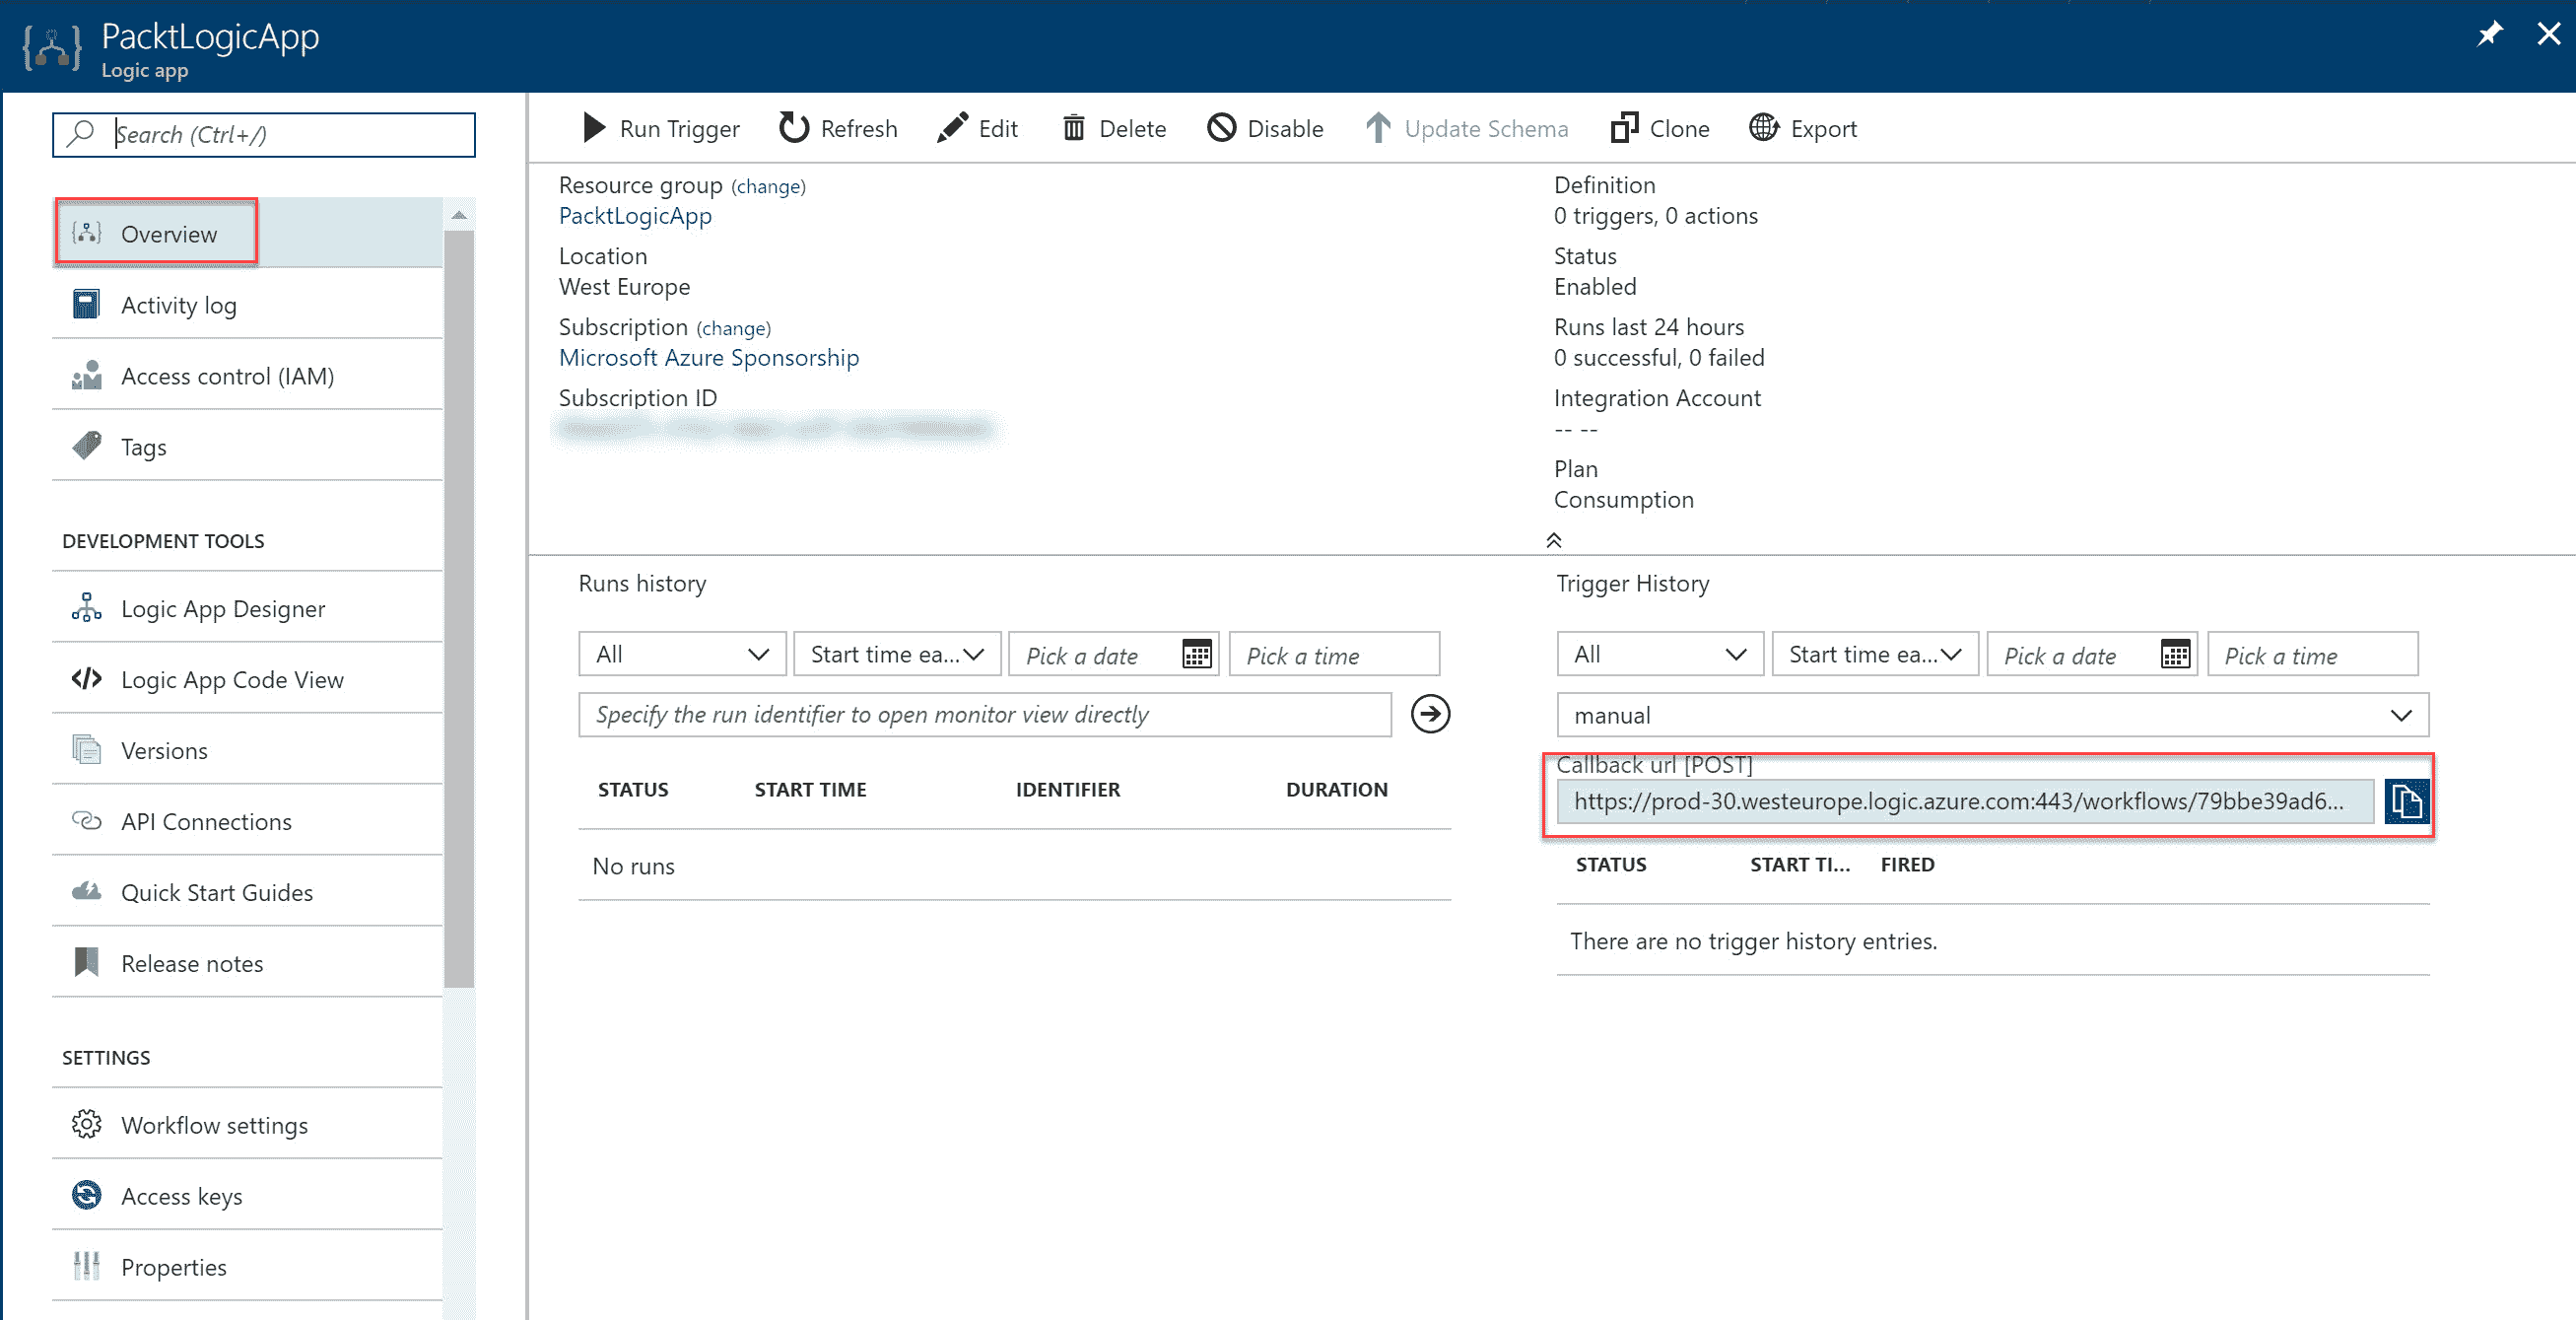 PacktLogicApp
Logic app
Search (Ctrl+/)
Overview
Activity log
Access control (IAM)
Tags
DEVELOPMENT TOOLS
Logic App Designer
Logic App Code View
Versions
API Connections
Quick Start Guides
Release notes
SETTINGS
Workflow settings
Access keys
Properties
Run Trigger Refresh Edit Delete Disable Update Schema Clone Export
Resource group (change)
PacktLogicApp
Location
West Europe
Subscription (change)
Microsoft Azure Sponsorship
Subscription ID
Definition
0 triggers, 0 actions
Status
Enabled
Runs last 24 hours
0 successful, 0 failed
Integration Account
-- --
Plan
Consumption
Runs history
All Start time ea... Pick a date Pick a time
Specify the run identifier to open monitor view directly
STATUS START TIME IDENTIFIER DURATION
No runs
Trigger History
All Start time ea... Pick a date Pick a time
manual
Callback url [POST]
https://prod-30.westeurope.logic.azure.com:443/workflows/79bbe39ad6...
STATUS START TI... FIRED
There are no trigger history entries.